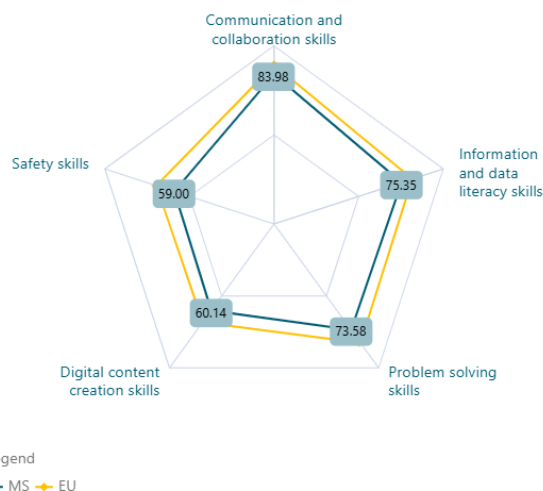 Communication and
collaboration skills
83.98
Safety skills
59.00
75.35
Information
and data
literacy skills
60.14
73.58
Digital content
creation skills
Problem solving
skills
egend
MS EU